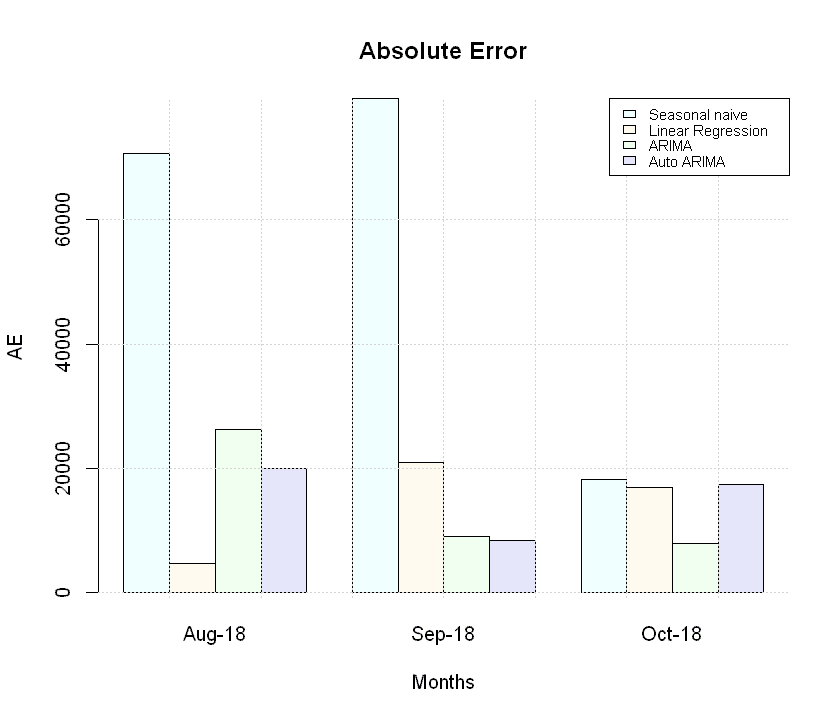 Absolute Error
Seasonal naive
Linear Regression
ARIMA
Auto ARIMA
60000
40000
20000
0
AE
Aug-18
Sep-18
Oct-18
Months